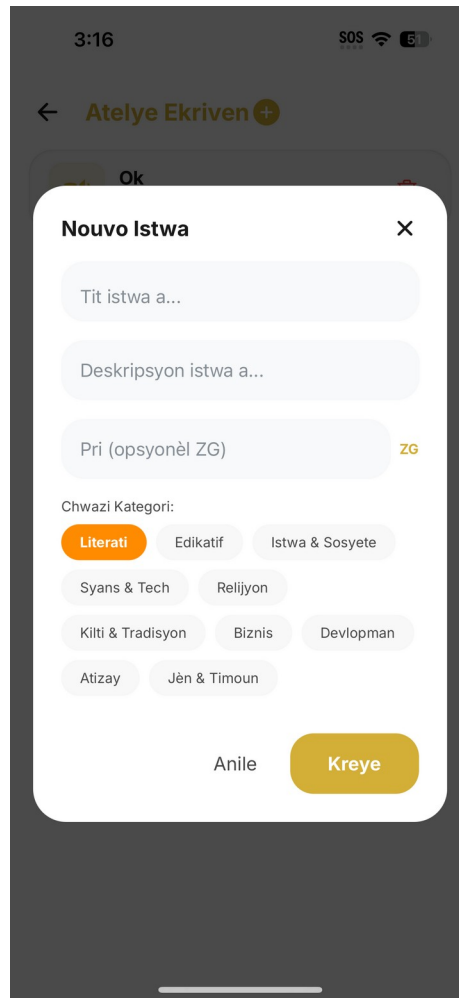 3:16 SOS 51
Atelye Ekriven
Ok
Nouvo Istwa
Tit istwa a...
Deskripsyon istwa a...
Pri (opsyonèl ZG) ZG
Chwazi Kategori:
Literati Edikatif Istwa & Sosyete
Syans & Tech Relijyon
Kilti & Tradisyon Biznis Devlopman
Atizay Jèn & Timoun
Anile Kreye